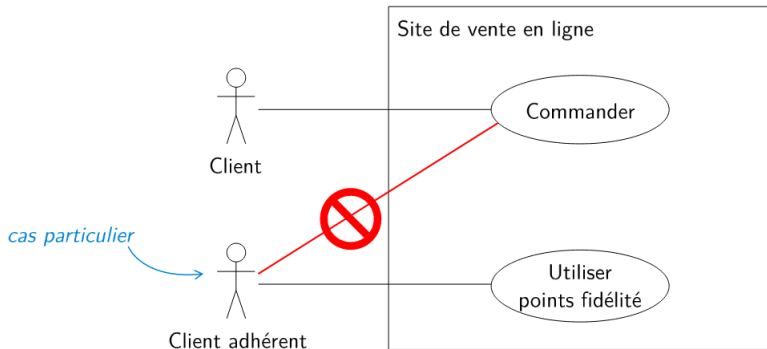 Site de vente en ligne
Commander
Client
cas particulier
Utiliser
points fidélité
Client adhérent